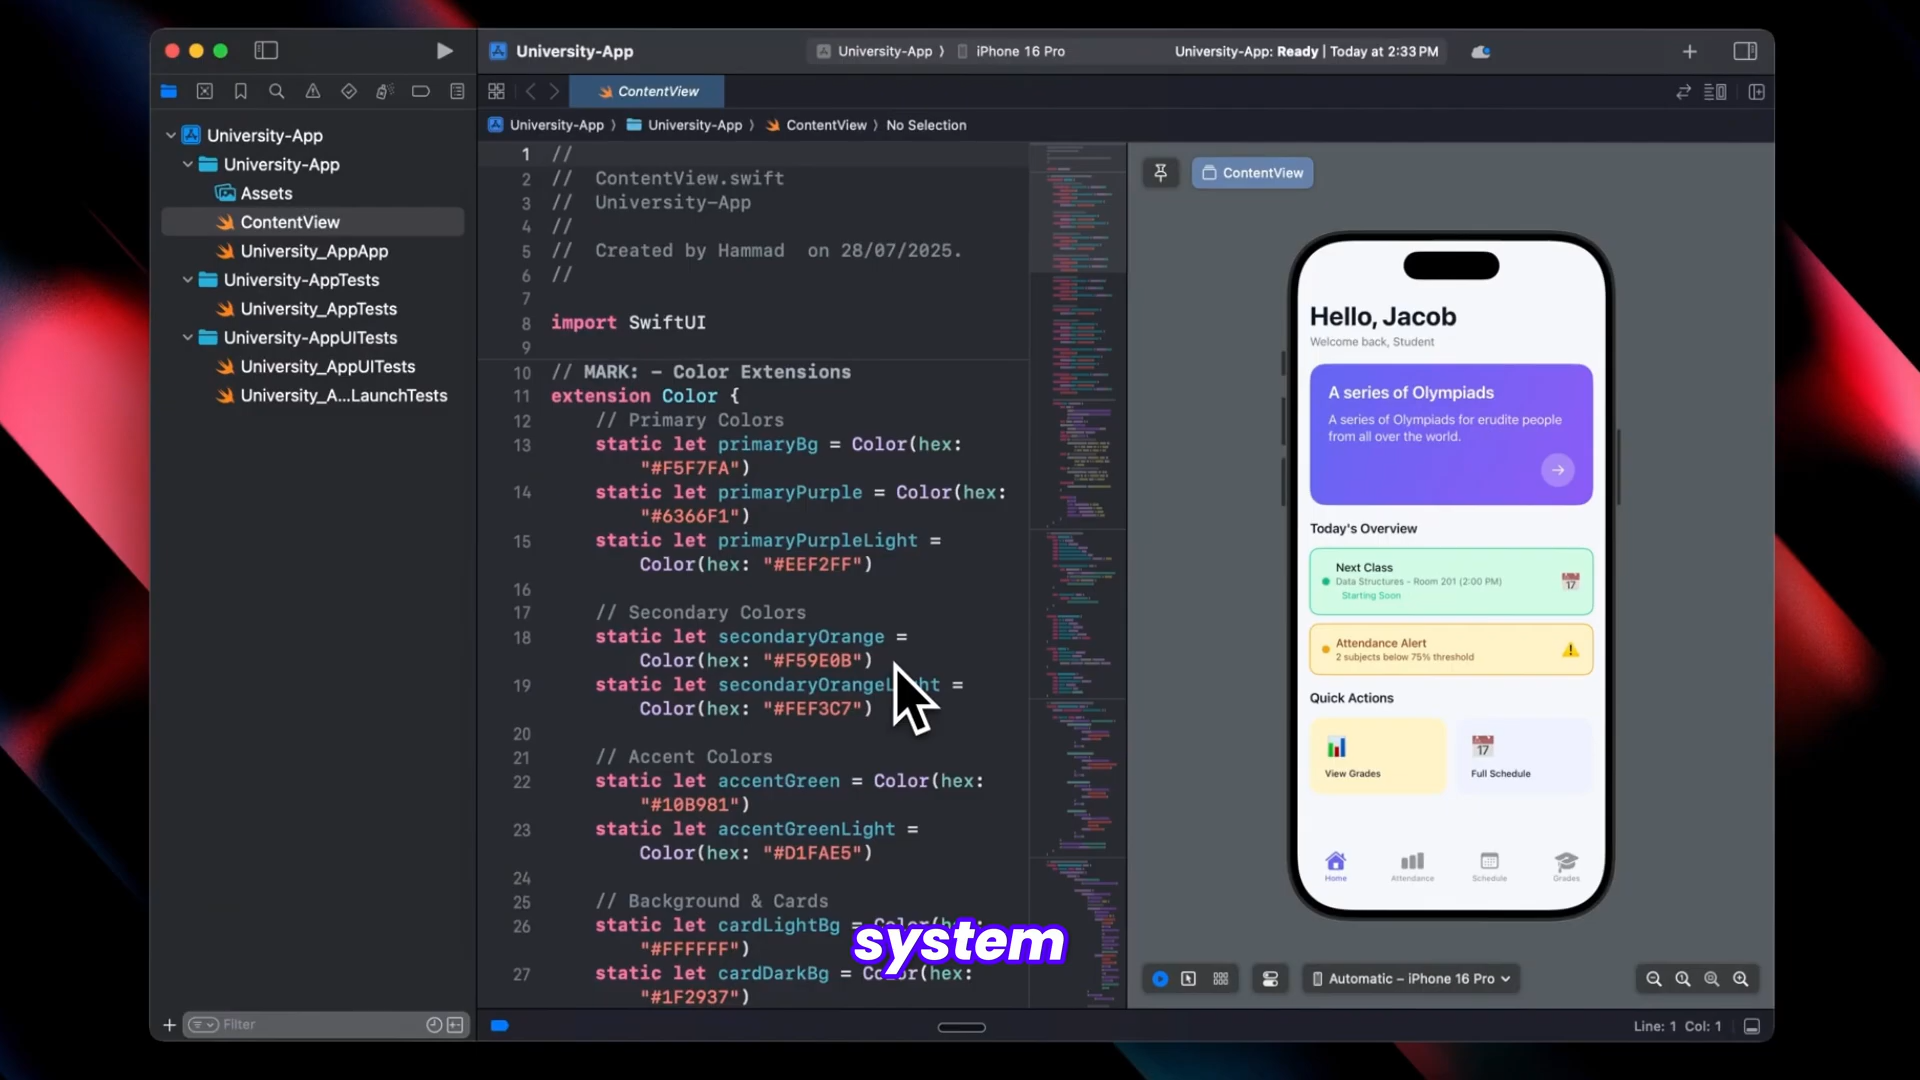 University-App
University-App 〉 iPhone 16 Pro
University-App: Ready | Today at 2:33 PM
ContentView
University-App 〉 University-App 〉 ContentView 〉 No Selection
University-App
University-App
Assets
ContentView
University_AppApp
University-AppTests
University_AppTests
University-AppUITests
University_AppUITests
University_A...LaunchTests
Filter
1 //
2 // ContentView.swift
3 // University-App
4 //
5 // Created by Hammad on 28/07/2025.
6 //
7
8 import SwiftUI
9
10 // MARK: - Color Extensions
11 extension Color {
12 // Primary Colors
13 static let primaryBg = Color(hex:
"#F5F7FA")
14 static let primaryPurple = Color(hex:
"#6366F1")
15 static let primaryPurpleLight =
Color(hex: "#EEF2FF")
16
17 // Secondary Colors
18 static let secondaryOrange =
Color(hex: "#F59E0B")
19 static let secondaryOrangeLight =
Color(hex: "#FEF3C7")
20
21 // Accent Colors
22 static let accentGreen = Color(hex:
"#10B981")
23 static let accentGreenLight =
Color(hex: "#D1FAE5")
24
25 // Background & Cards
26 static let cardLightBg = Color(hex:
"#FFFFFF")
27 static let cardDarkBg = Color(hex:
"#1F2937")
system
ContentView
Hello, Jacob
Welcome back, Student
A series of Olympiads
A series of Olympiads for erudite people
from all over the world.
Today's Overview
Next Class
Data Structures - Room 201 (2:00 PM)
Starting Soon
17
Attendance Alert
2 subjects below 75% threshold
Quick Actions
View Grades
17
Full Schedule
Home
Attendance
Schedule
Grades
Automatic – iPhone 16 Pro
Line: 1 Col: 1